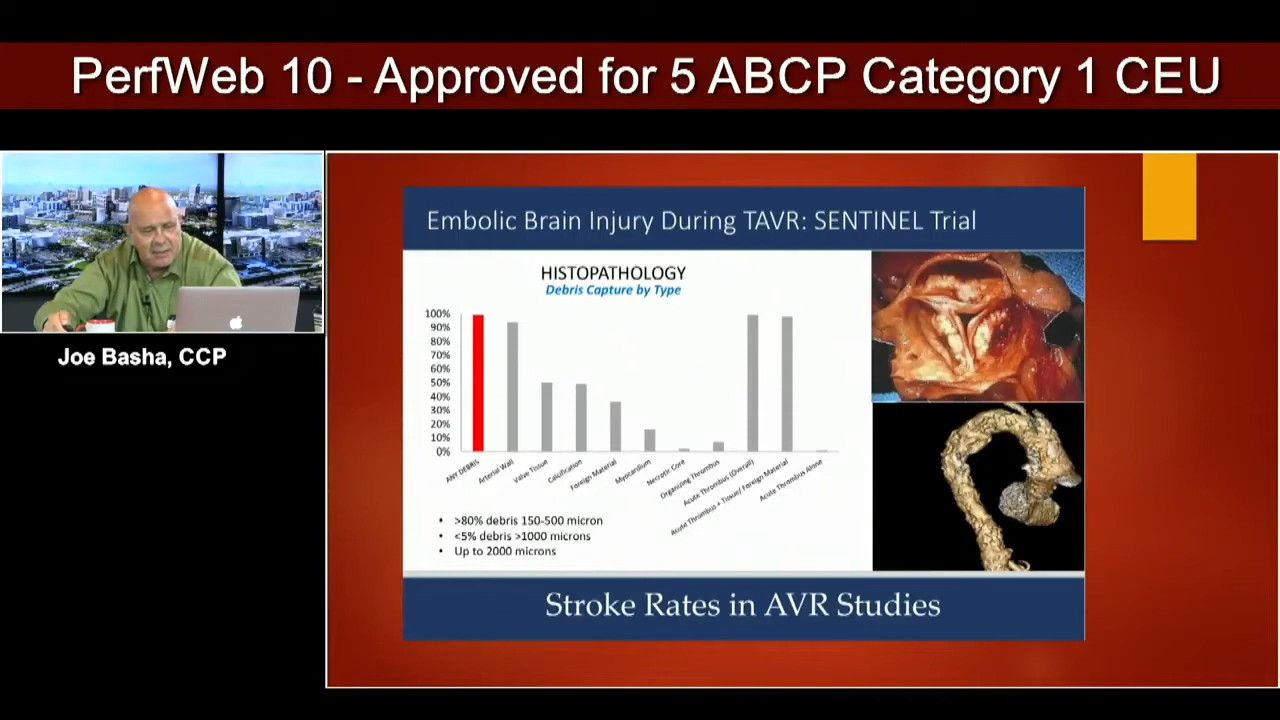 PerfWeb 10 - Approved for 5 ABCP Category 1 CEU
Joe Basha, CCP
Embolic Brain Injury During TAVR: SENTINEL Trial
HISTOPATHOLOGY
Debris Capture by Type
100%
90%
80%
70%
60%
50%
40%
30%
20%
10%
0%
ANY DEBRIS
Arterial Wall
Valve Tissue
Calcification
Foreign Material
Myocardium
Necrotic Core
Organizing Thrombus
Acute Thrombus (Overall)
Acute Thrombus + Tissue/ Foreign Material
Acute Thrombus Alone
• >80% debris 150-500 micron
• <5% debris >1000 microns
• Up to 2000 microns
Stroke Rates in AVR Studies